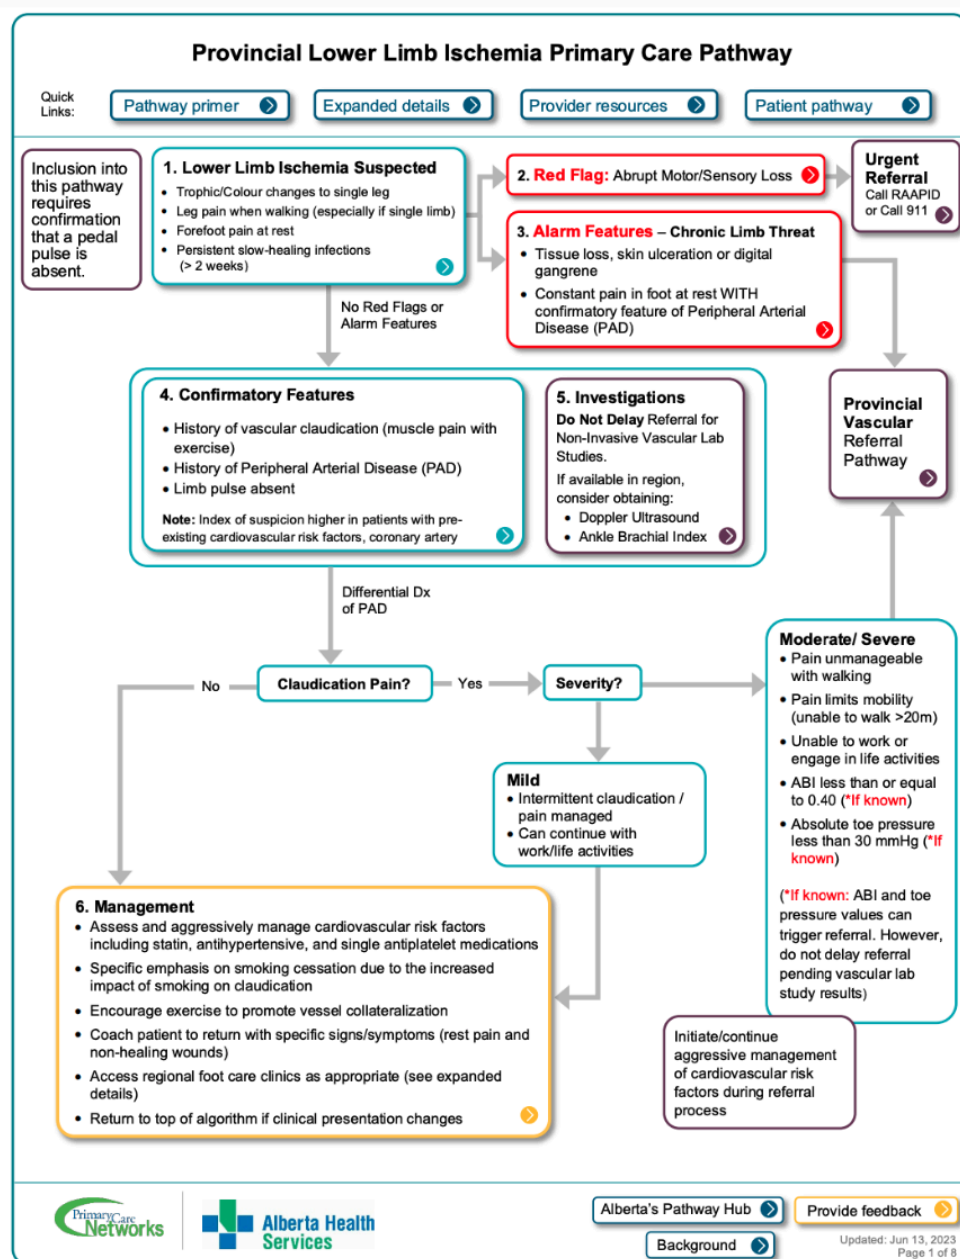 Provincial Lower Limb Ischemia Primary Care Pathway
Quick
Links:
Pathway primer
Expanded details
Provider resources
Patient pathway
Inclusion into
this pathway
requires
confirmation
that a pedal
pulse is
absent.
1. Lower Limb Ischemia Suspected
• Trophic/Colour changes to single leg
• Leg pain when walking (especially if single limb)
• Forefoot pain at rest
• Persistent slow-healing infections
(> 2 weeks)
2. Red Flag: Abrupt Motor/Sensory Loss
Urgent
Referral
Call RAAPID
or Call 911
3. Alarm Features – Chronic Limb Threat
• Tissue loss, skin ulceration or digital
gangrene
• Constant pain in foot at rest WITH
confirmatory feature of Peripheral Arterial
Disease (PAD)
No Red Flags or
Alarm Features
4. Confirmatory Features
• History of vascular claudication (muscle pain with
exercise)
• History of Peripheral Arterial Disease (PAD)
• Limb pulse absent
Note: Index of suspicion higher in patients with pre-
existing cardiovascular risk factors, coronary artery
5. Investigations
Do Not Delay Referral for
Non-Invasive Vascular Lab
Studies.
If available in region,
consider obtaining:
• Doppler Ultrasound
• Ankle Brachial Index
Provincial
Vascular
Referral
Pathway
Differential Dx
of PAD
Claudication Pain?
No
Yes
Severity?
Mild
• Intermittent claudication /
pain managed
• Can continue with
work/life activities
Moderate/ Severe
• Pain unmanageable
with walking
• Pain limits mobility
(unable to walk >20m)
• Unable to work or
engage in life activities
• ABI less than or equal
to 0.40 (*If known)
• Absolute toe pressure
less than 30 mmHg (*If
known)
(*If known: ABI and toe
pressure values can
trigger referral. However,
do not delay referral
pending vascular lab
study results)
6. Management
• Assess and aggressively manage cardiovascular risk factors
including statin, antihypertensive, and single antiplatelet medications
• Specific emphasis on smoking cessation due to the increased
impact of smoking on claudication
• Encourage exercise to promote vessel collateralization
• Coach patient to return with specific signs/symptoms (rest pain and
non-healing wounds)
• Access regional foot care clinics as appropriate (see expanded
details)
• Return to top of algorithm if clinical presentation changes
Initiate/continue
aggressive management
of cardiovascular risk
factors during referral
process
PrimaryCare
Networks
Alberta Health
Services
Alberta's Pathway Hub
Provide feedback
Background
Updated: Jun 13, 2023
Page 1 of 8